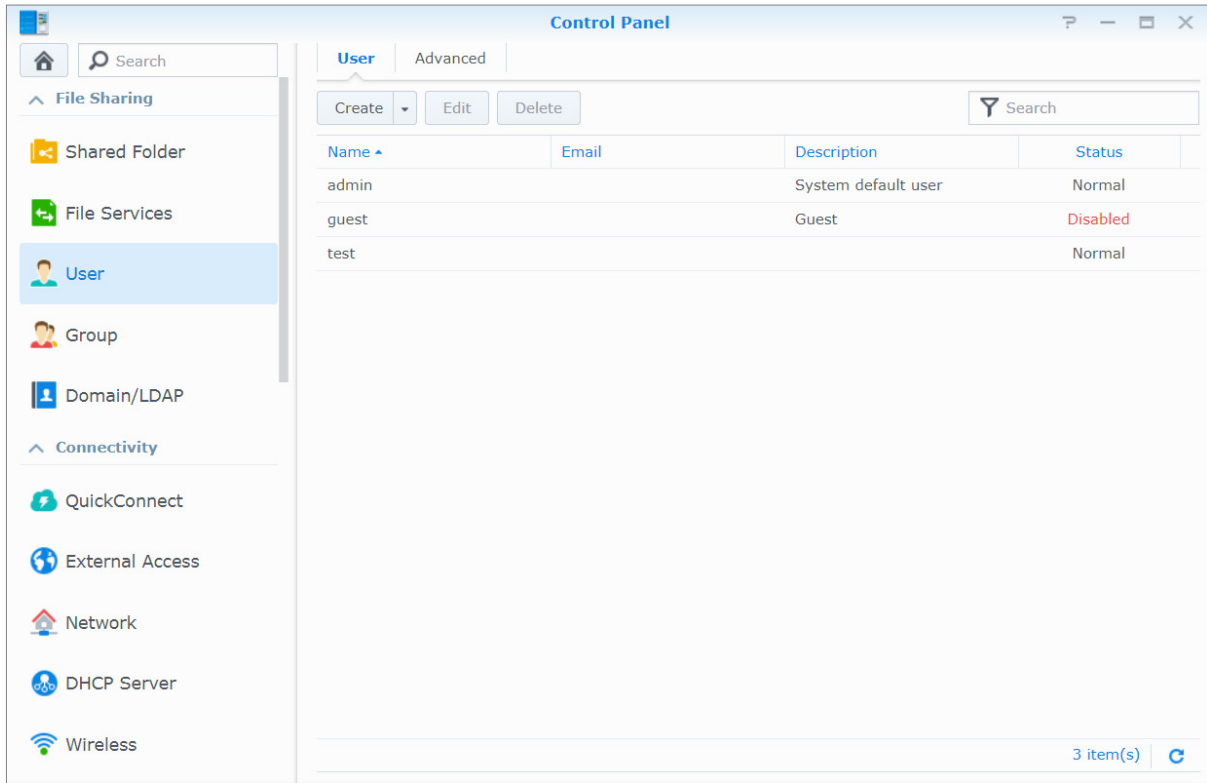 Control Panel
Search
File Sharing
Shared Folder
File Services
User
Group
Domain/LDAP
Connectivity
QuickConnect
External Access
Network
DHCP Server
Wireless
User Advanced
Create Edit Delete Search
Name Email Description Status
admin System default user Normal
guest Guest Disabled
test Normal
3 item(s)